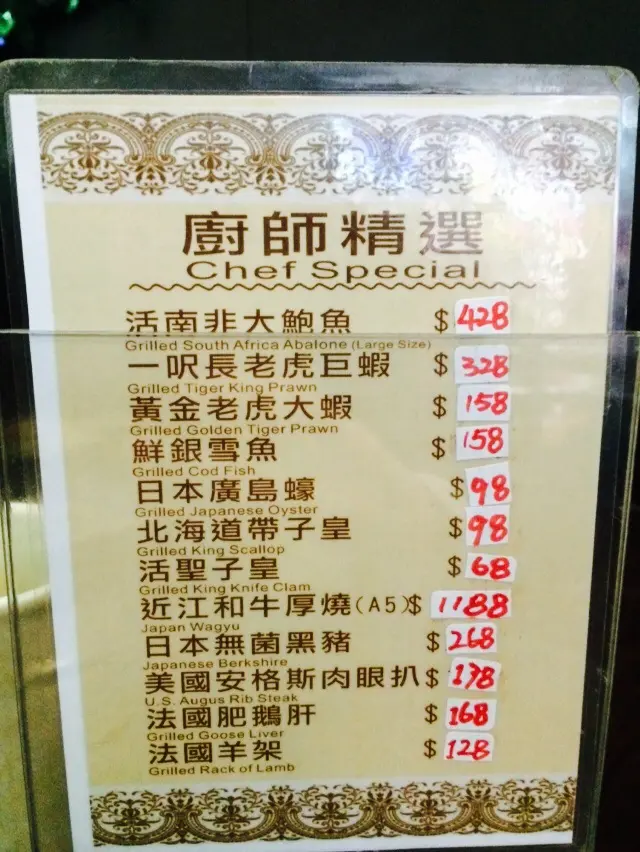 廚師精選
Chef Special
活南非大鮑魚 $ 428
Grilled South Africa Abalone (Large Size)
一呎長老虎巨蝦 $ 328
Grilled Tiger King Prawn
黃金老虎大蝦 $ 158
Grilled Golden Tiger Prawn
鮮銀雪魚 $ 158
Grilled Cod Fish
日本廣島蠔 $ 98
Grilled Japanese Oyster
北海道帶子皇 $ 98
Grilled King Scallop
活聖子皇 $ 68
Grilled King Knife Clam
近江和牛厚燒(A5) $ 1188
Japan Wagyu
日本無菌黑豬 $ 268
Japanese Berkshire
美國安格斯肉眼扒 $ 138
U.S. Augus Rib Steak
法國肥鵝肝 $ 168
Grilled Goose Liver
法國羊架 $ 128
Grilled Rack of Lamb